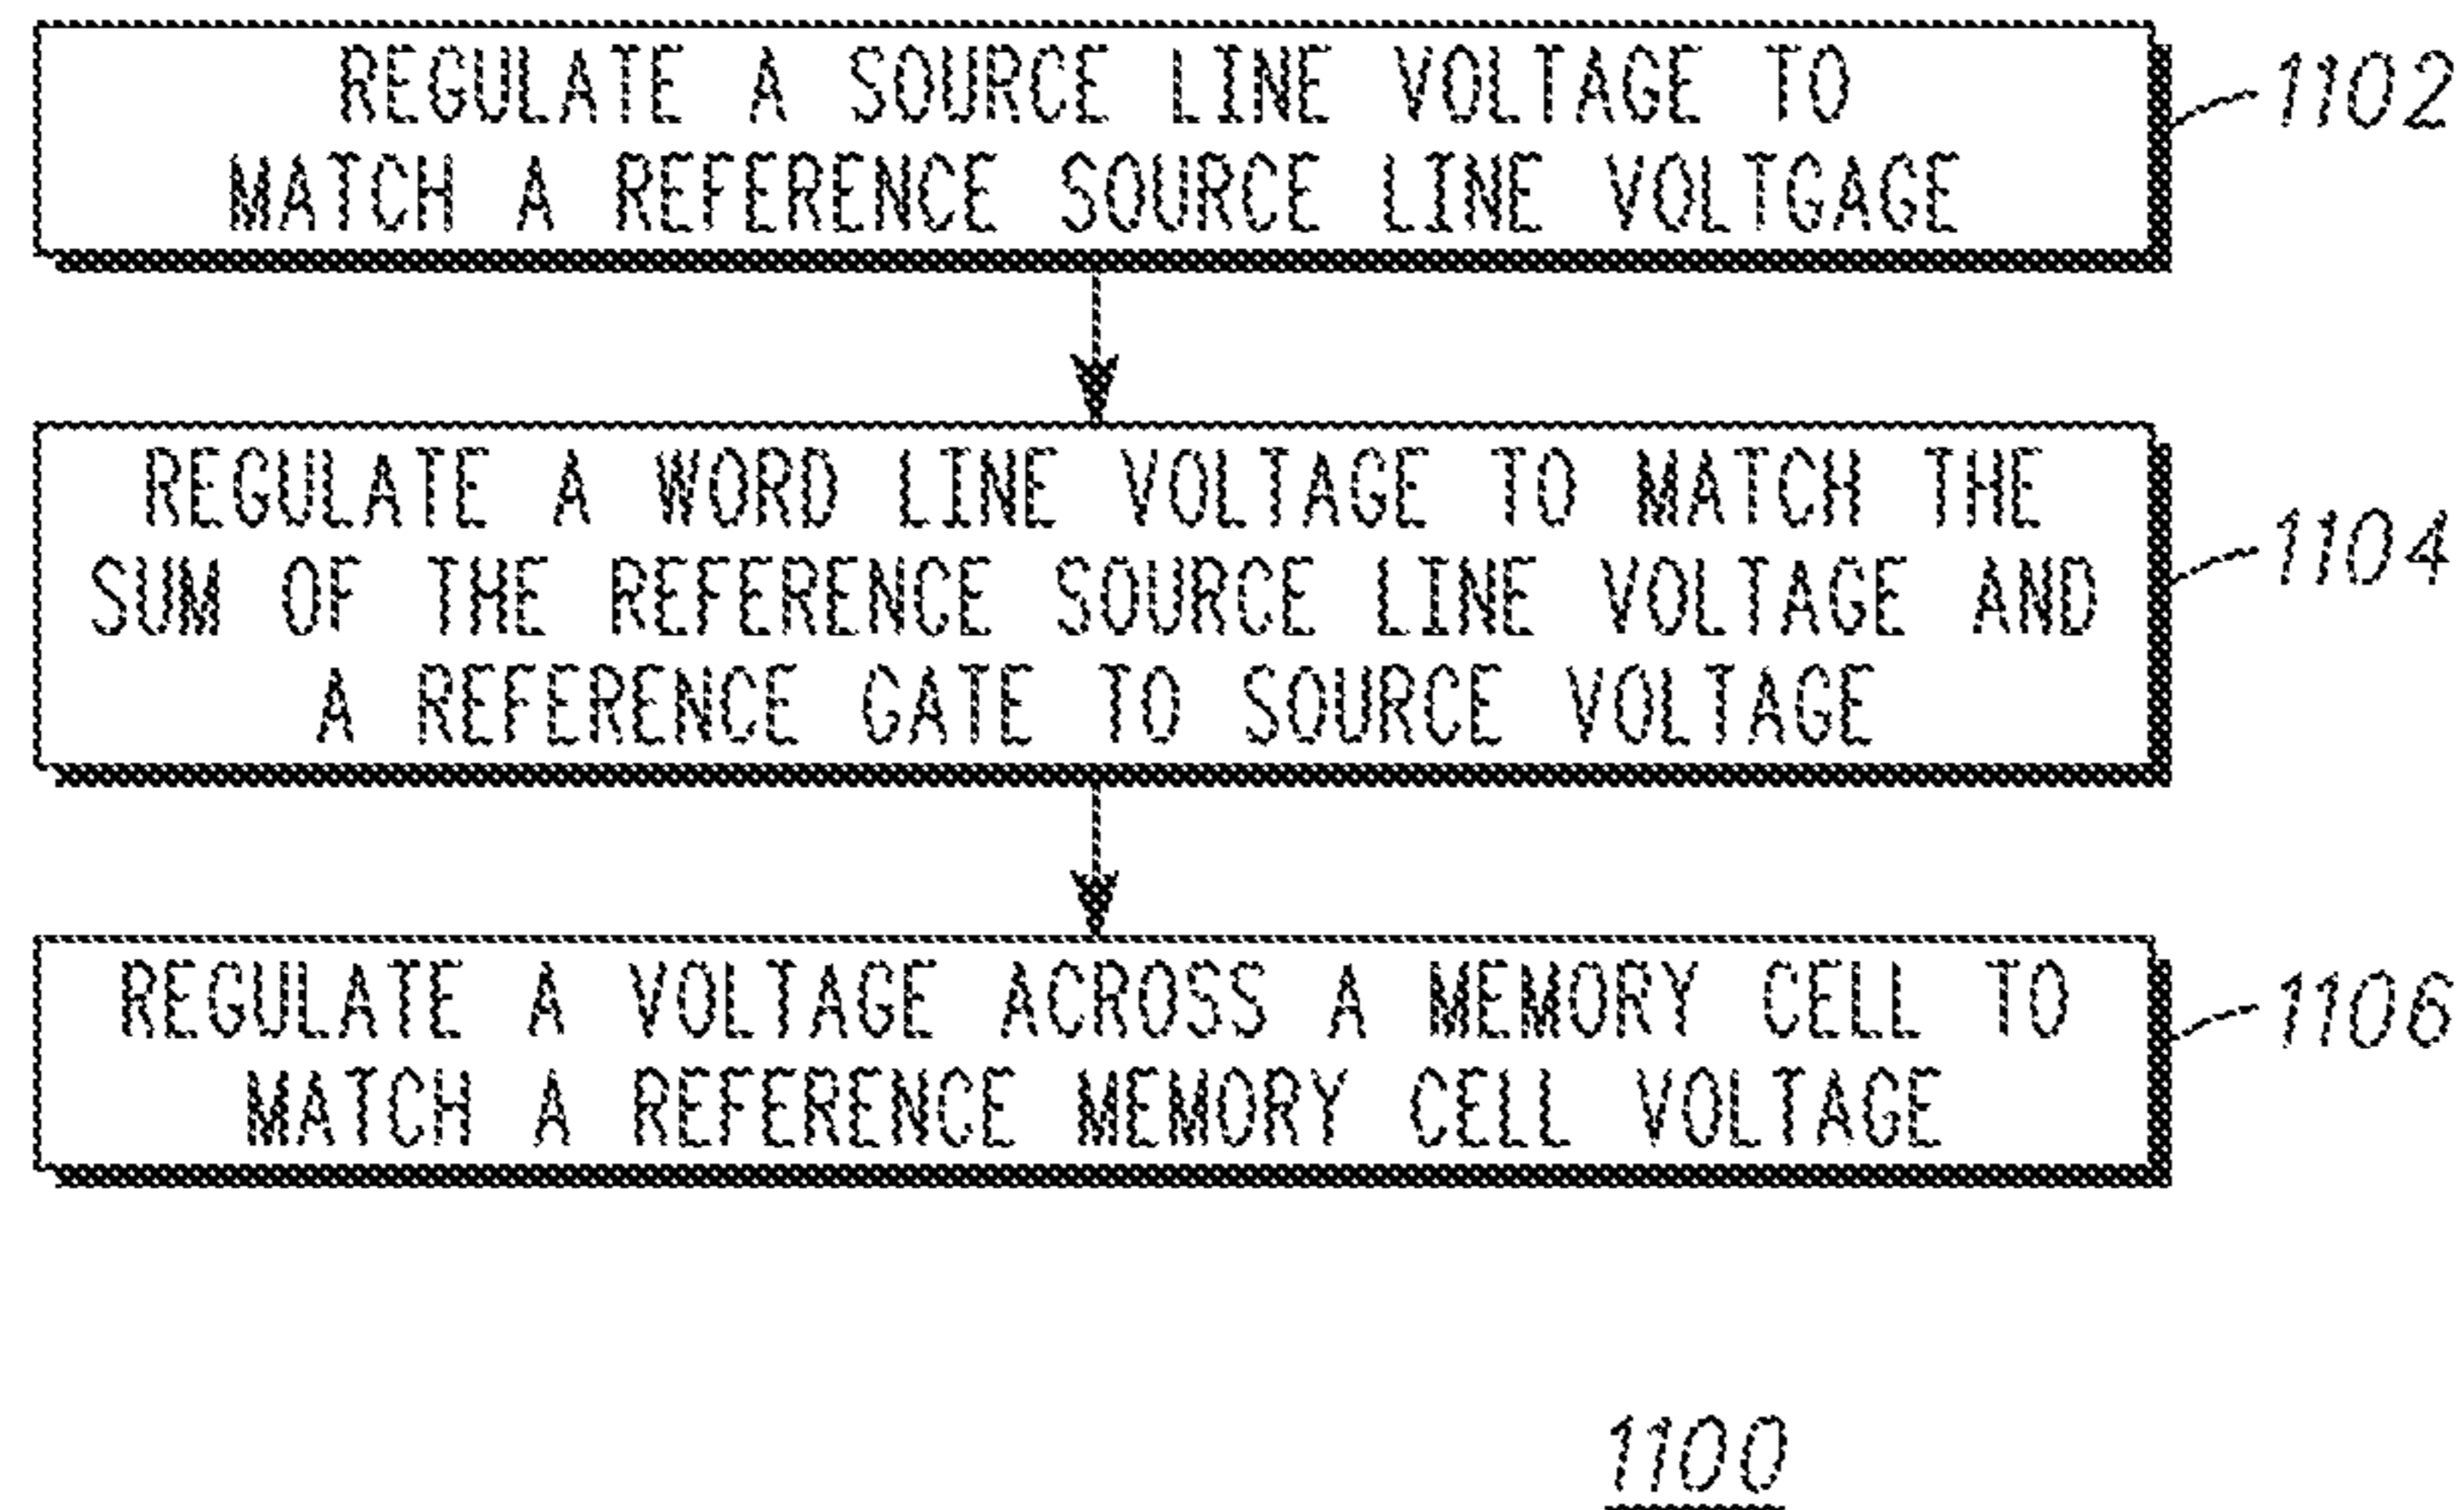 REGULATE A SOURCE LINE VOLTAGE TO
MATCH A REFERENCE SOURCE LINE VOLTGAGE
1102
REGULATE A WORD LINE VOLTAGE TO MATCH THE
SUM OF THE REFERENCE SOURCE LINE VOLTAGE AND
A REFERENCE GATE TO SOURCE VOLTAGE
1104
REGULATE A VOLTAGE ACROSS A MEMORY CELL TO
MATCH A REFERENCE MEMORY CELL VOLTAGE
1106
1100